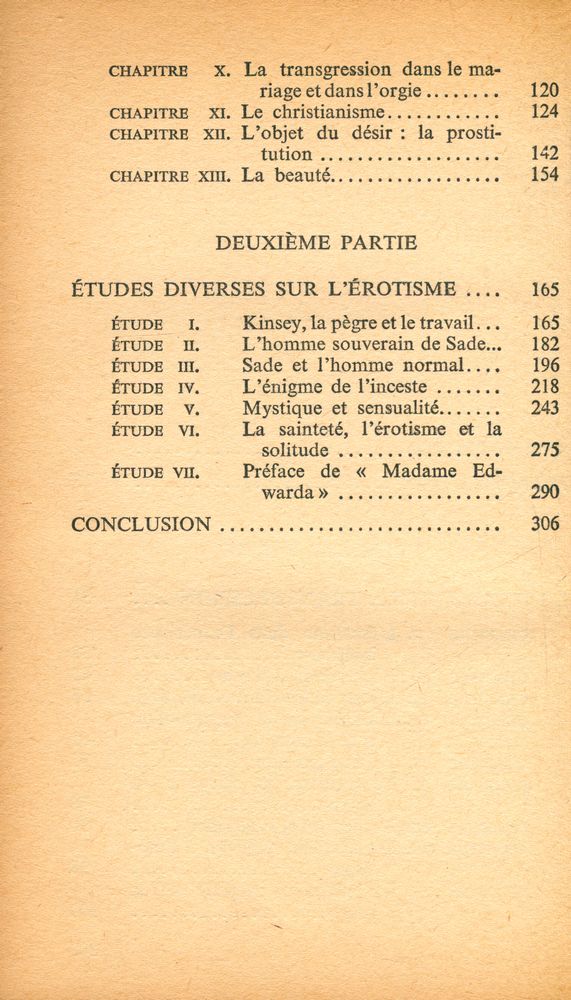 CHAPITRE X. La transgression dans le ma-
riage et dans l'orgie ........ 120
CHAPITRE XI. Le christianisme............ 124
CHAPITRE XII. L'objet du désir : la prosti-
tution ................... 142
CHAPITRE XIII. La beauté.................. 154
DEUXIÈME PARTIE
ÉTUDES DIVERSES SUR L'ÉROTISME .... 165
ÉTUDE I. Kinsey, la pègre et le travail... 165
ÉTUDE II. L'homme souverain de Sade... 182
ÉTUDE III. Sade et l'homme normal.... 196
ÉTUDE IV. L'énigme de l'inceste ....... 218
ÉTUDE V. Mystique et sensualité....... 243
ÉTUDE VI. La sainteté, l'érotisme et la
solitude ................. 275
ÉTUDE VII. Préface de « Madame Ed-
warda » ................. 290
CONCLUSION ............................. 306